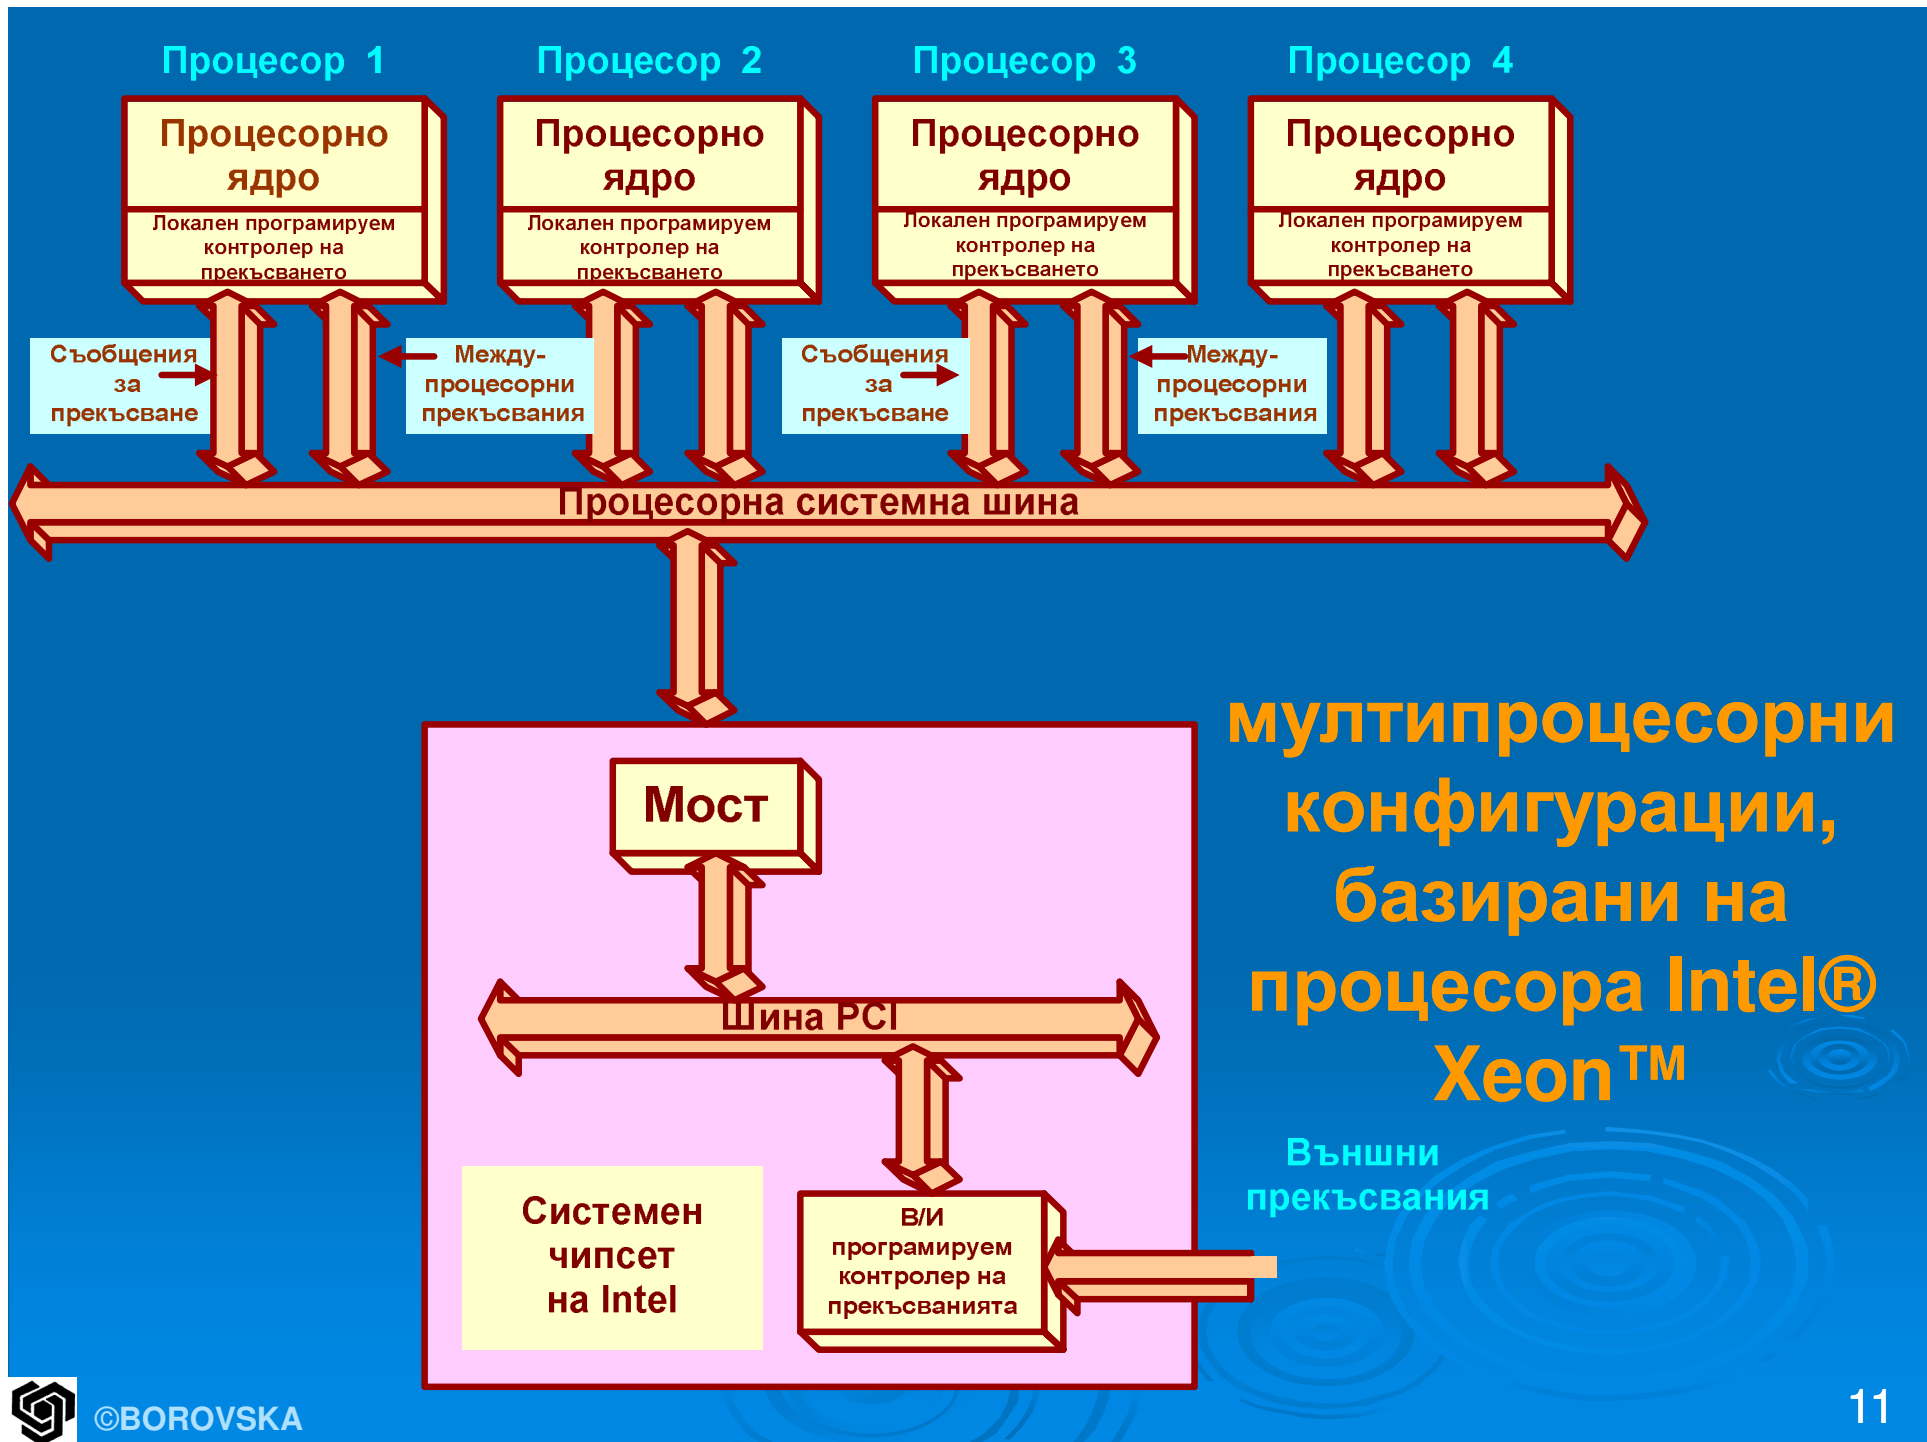 Процесор 1
Процесор 2
Процесор 3
Процесор 4
Процесорно
ядро
Локален програмируем
контролер на
прекъсването
Процесорно
ядро
Локален програмируем
контролер на
прекъсването
Процесорно
ядро
Локален програмируем
контролер на
прекъсването
Процесорно
ядро
Локален програмируем
контролер на
прекъсването
Съобщения
за
прекъсване
Между-
процесорни
прекъсвания
Съобщения
за
прекъсване
Между-
процесорни
прекъсвания
Процесорна системна шина
мултипроцесорни
конфигурации,
базирани на
процесора Intel®
Xeon™
Мост
Шина PCI
Външни
прекъсвания
Системен
чипсет
на Intel
В/И
програмируем
контролер на
прекъсванията
©BOROVSKA
11